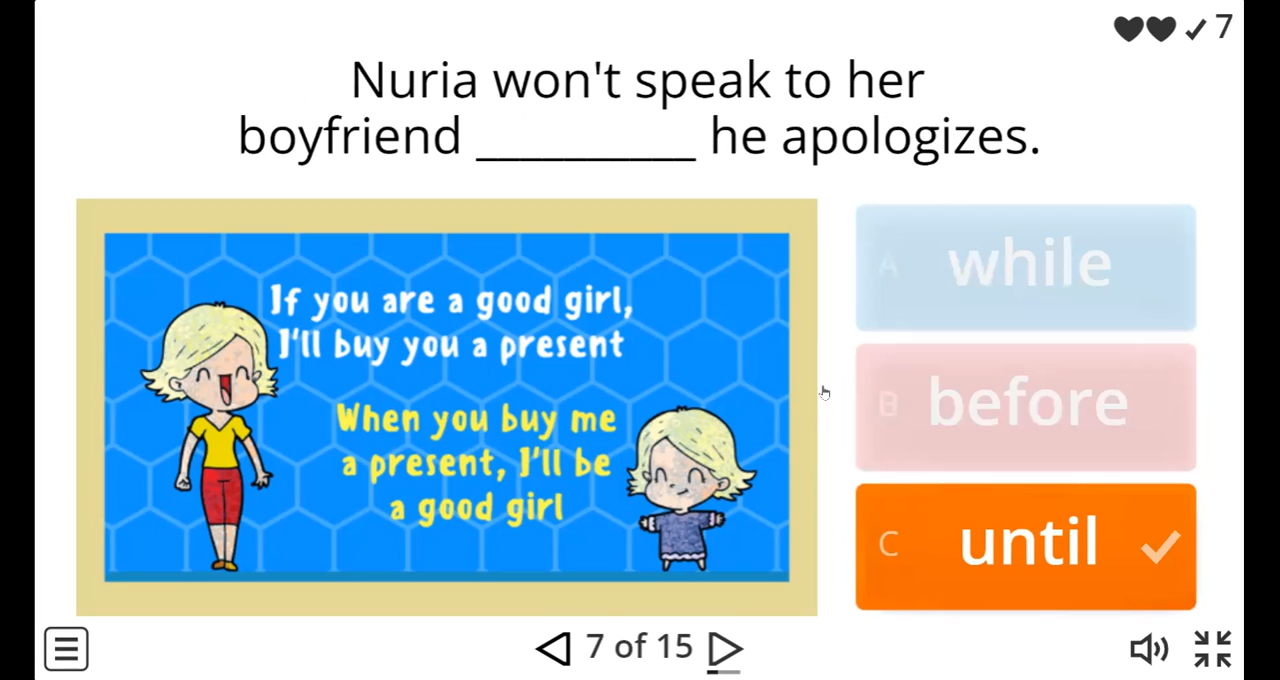 7
Nuria won't speak to her
boyfriend __________ he apologizes.
If you are a good girl,
I'll buy you a present
When you buy me
a present, I'll be
a good girl
A while
B before
C until
7 of 15